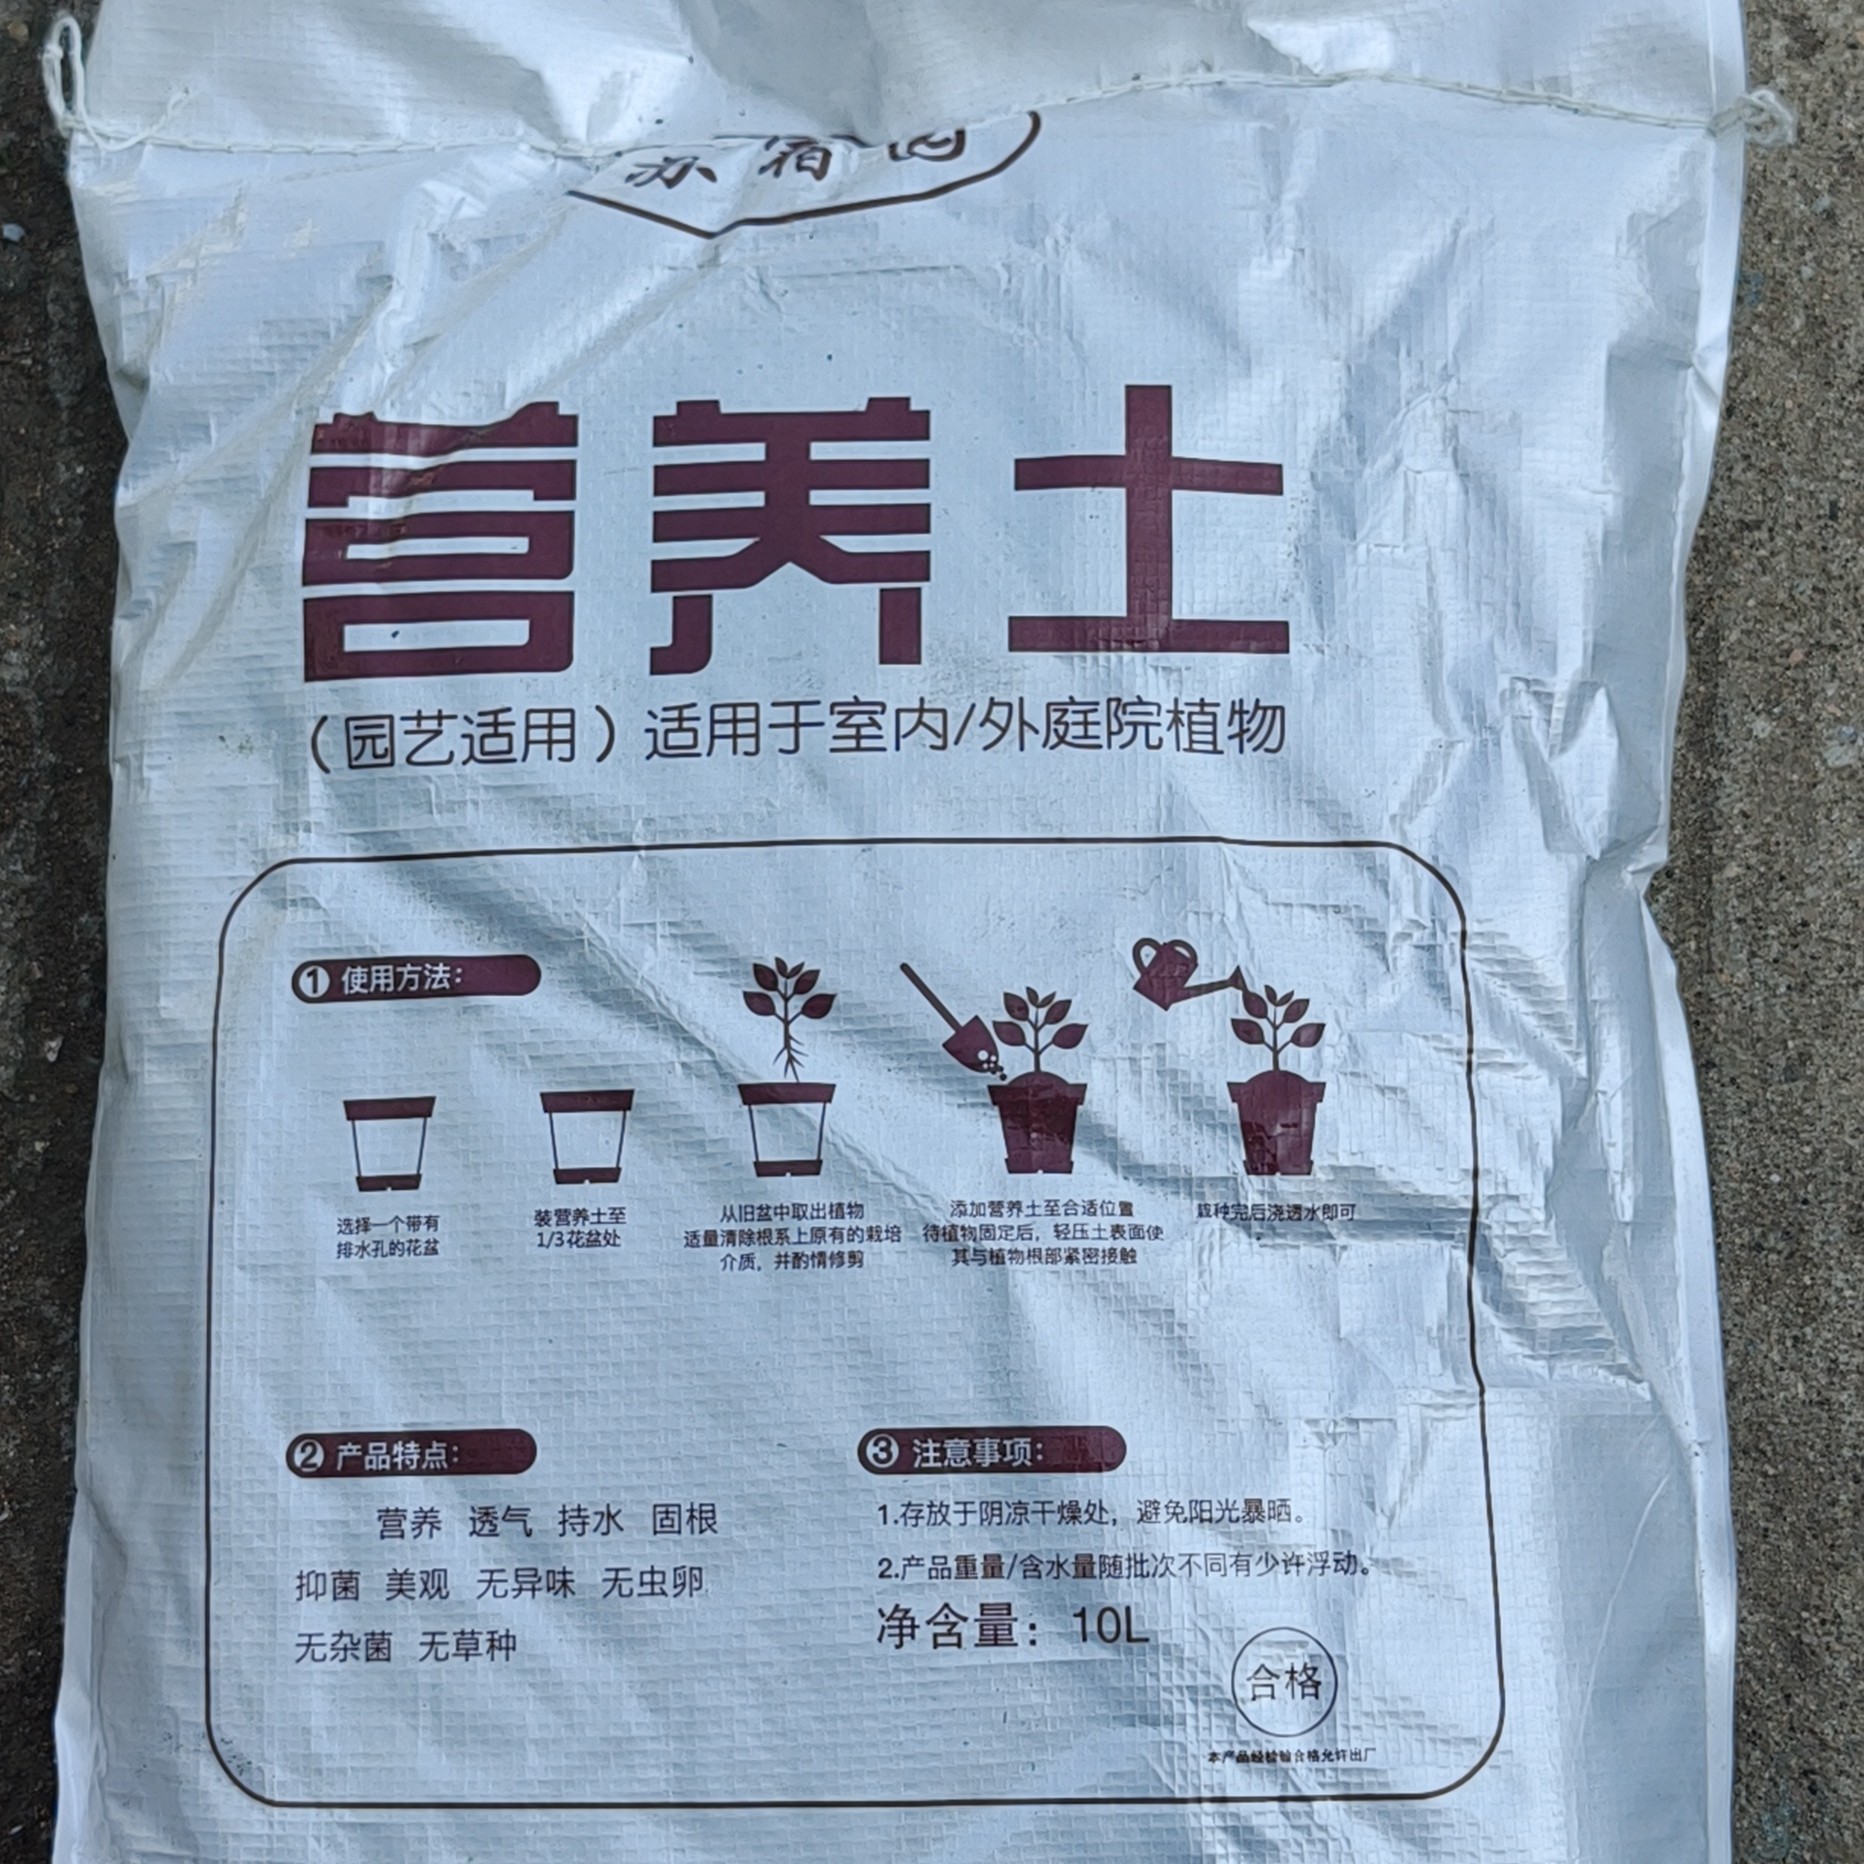 营养土
（园艺适用）适用于室内/外庭院植物
① 使用方法：
选择一个带有
排水孔的花盆
装营养土至
1/3花盆处
从旧盆中取出植物
适量清除根系上原有的栽培
介质，并酌情修剪
添加营养土至合适位置
待植物固定后，轻压土表面使
其与植物根部紧密接触
栽种完后浇透水即可
② 产品特点：
营养 透气 持水 固根
抑菌 美观 无异味 无虫卵
无杂菌 无草种
③ 注意事项：
1.存放于阴凉干燥处，避免阳光暴晒。
2.产品重量/含水量随批次不同有少许浮动。
净含量：10L
合格
本产品经检验合格允许出厂